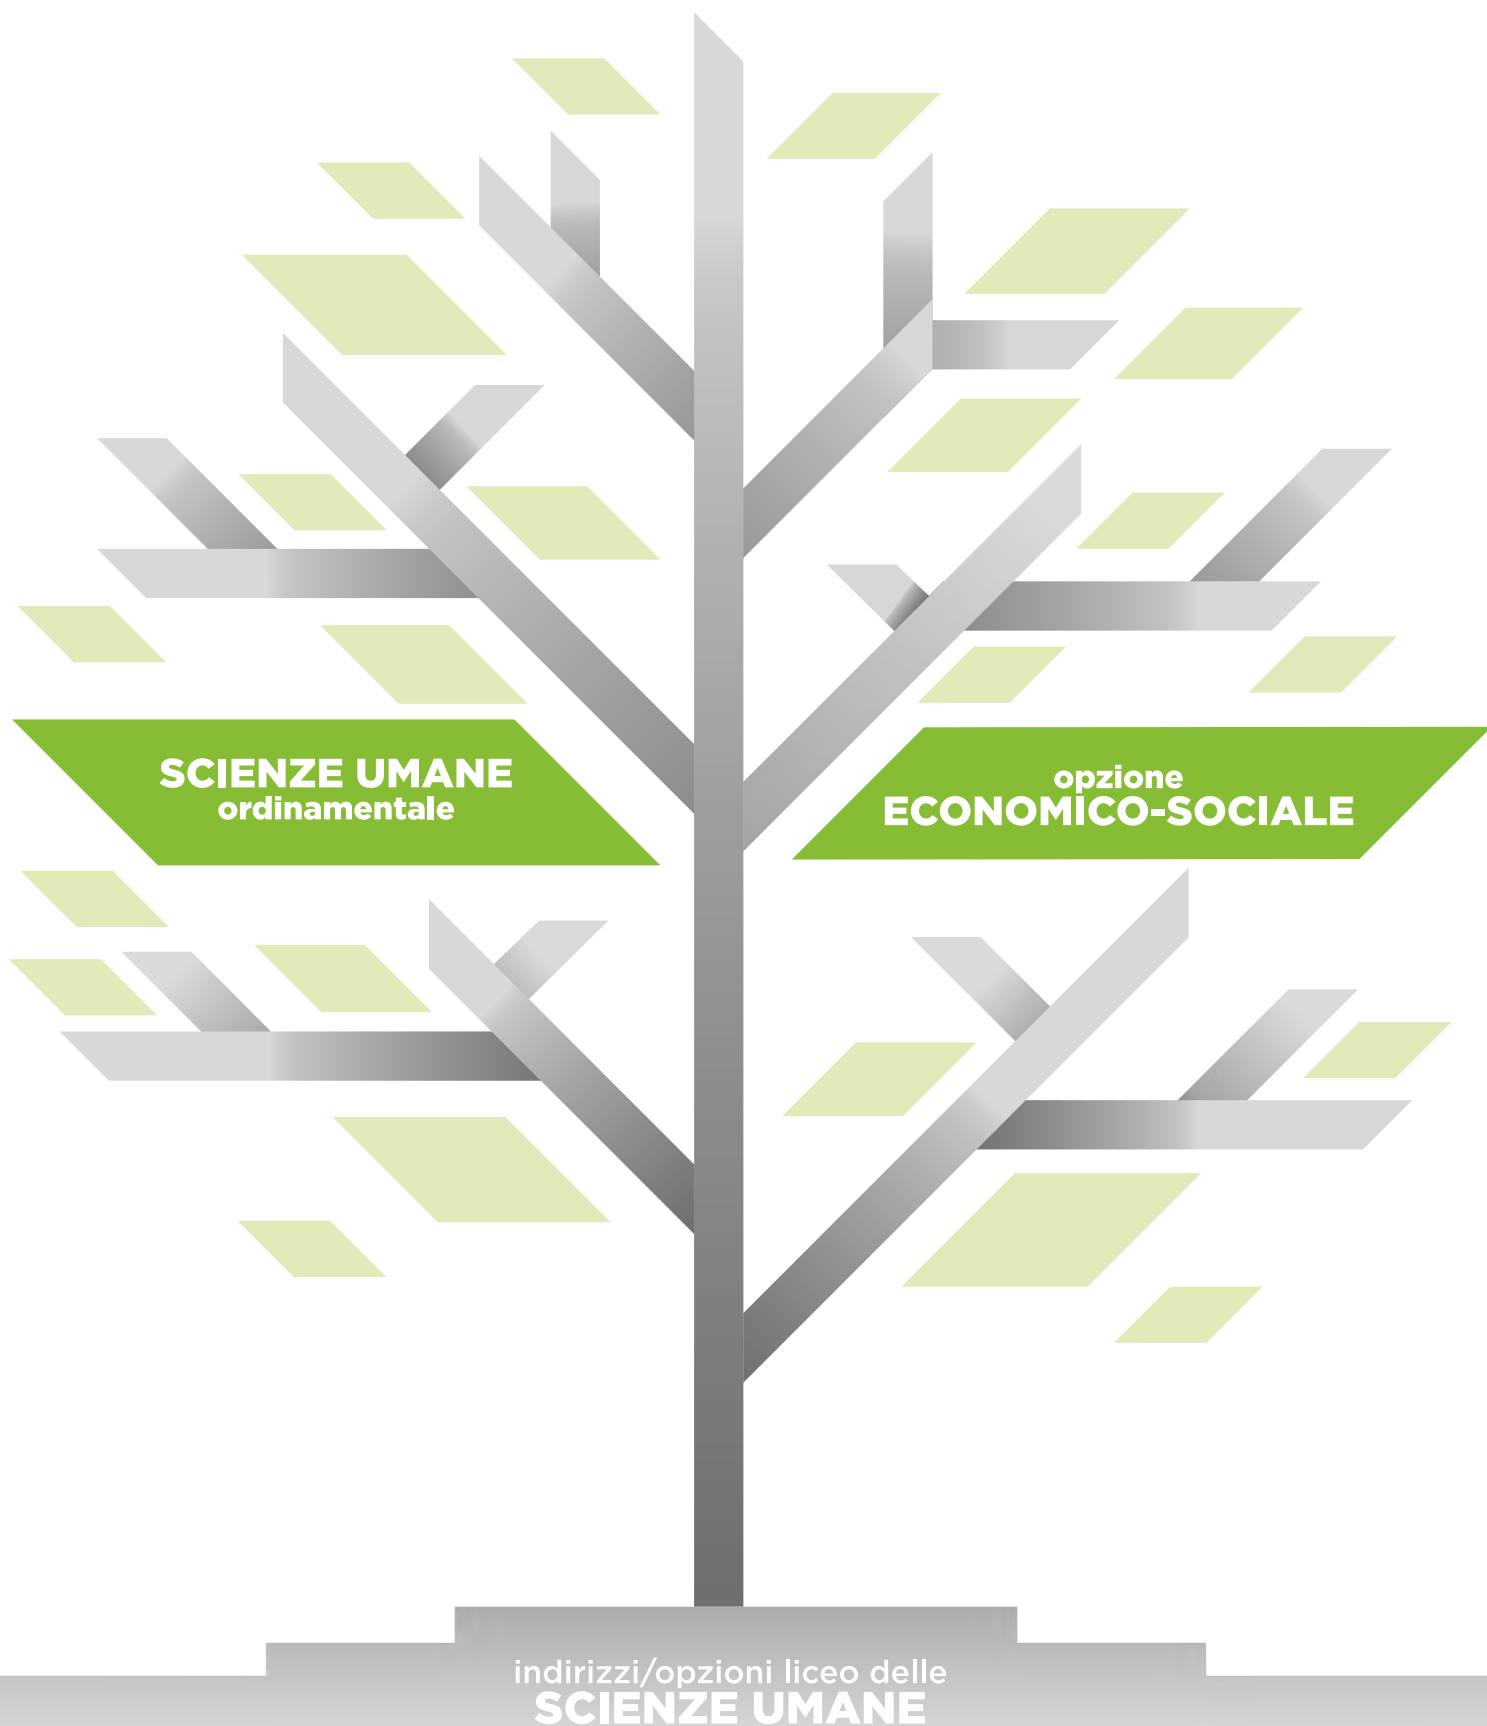 SCIENZE UMANE
ordinamentale
opzione
ECONOMICO-SOCIALE
indirizzi/opzioni liceo delle
SCIENZE UMANE